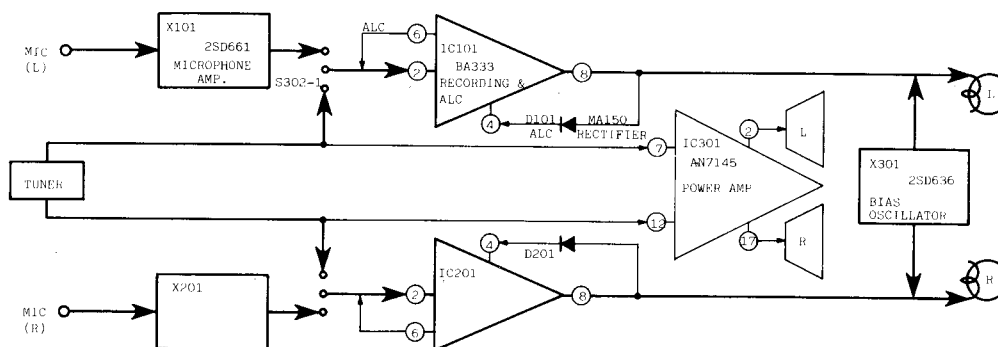 X101
2SD661
MICROPHONE
AMP.
MIC
(L)
S302-1
ALC
6
2
IC101
BA333
RECORDING &
ALC
8
4
D101
ALC
MA150
RECTIFIER
L
TUNER
7
IC301
AN7145
POWER AMP
2
L
12
17
R
X301
2SD636
BIAS
OSCILLATOR
4
D201
MIC
(R)
X201
2
6
IC201
8
R